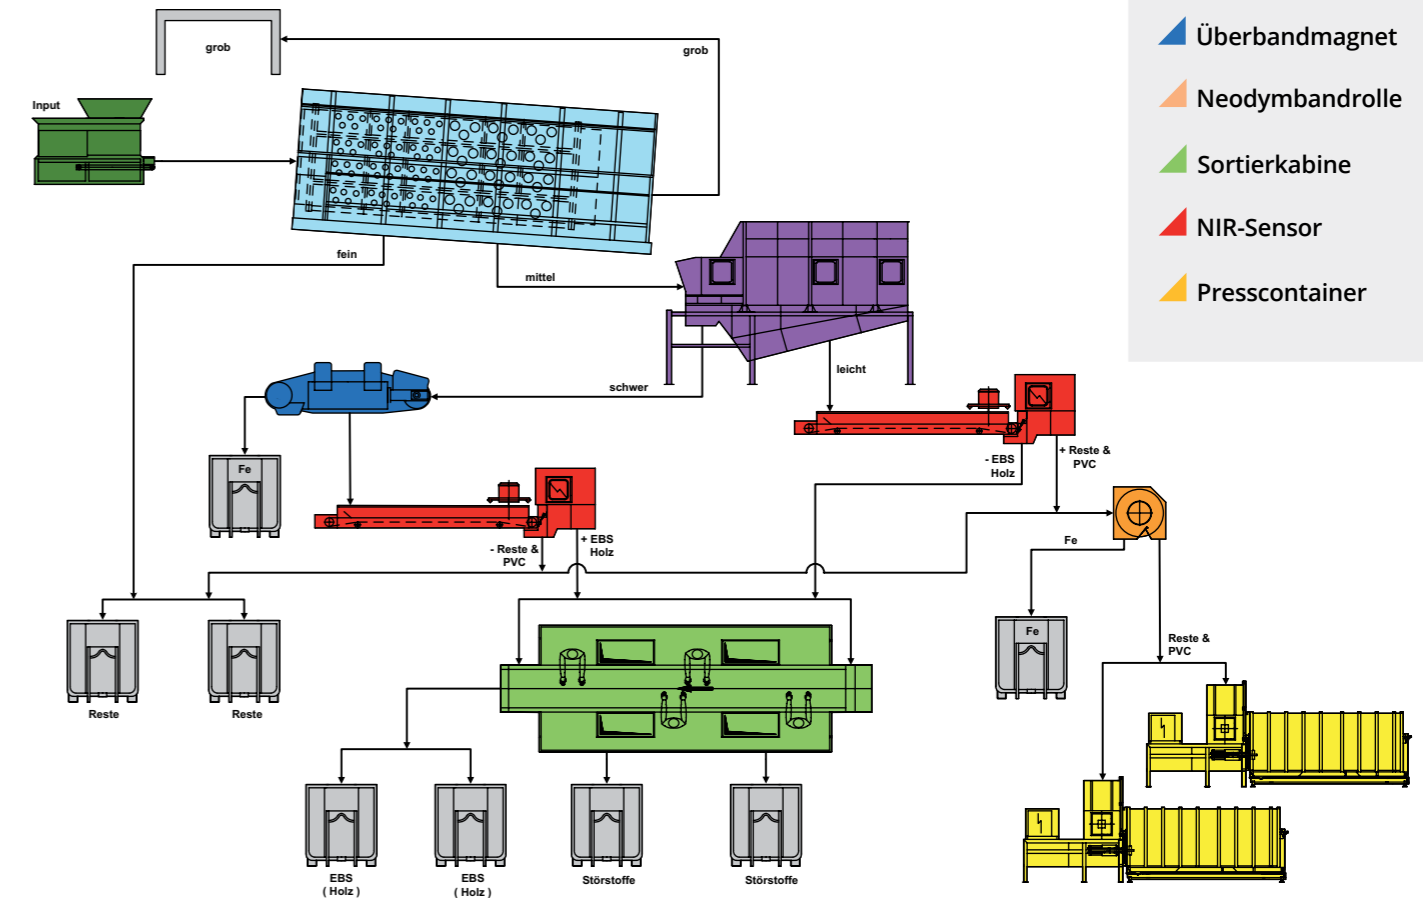 grob
grob
Input
fein
mittel
schwer
leicht
- EBS
Holz
+ Reste &
PVC
Fe
- Reste &
PVC
+ EBS
Holz
Fe
Fe
Reste &
PVC
Reste
Reste
EBS
( Holz )
EBS
( Holz )
Störstoffe
Störstoffe
Überbandmagnet
Neodymbandrolle
Sortierkabine
NIR-Sensor
Presscontainer